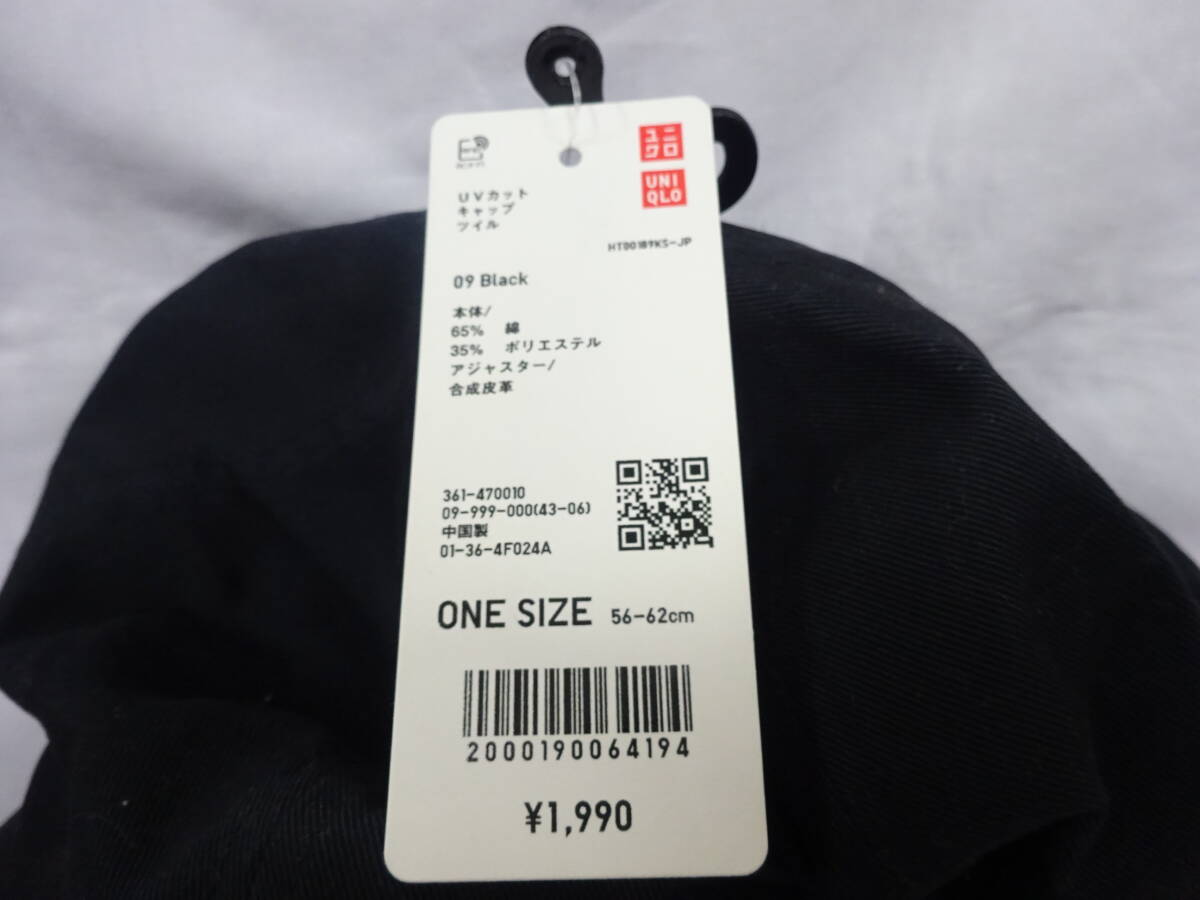 ユニ
クロ
UNI
QLO
UVカット
キャップ
ツイル
HT00189KS-JP
09 Black
本体/
65% 綿
35% ポリエステル
アジャスター/
合成皮革
361-470010
09-999-000(43-06)
中国製
01-36-4F024A
ONE SIZE 56-62cm
2000190064194
¥1,990